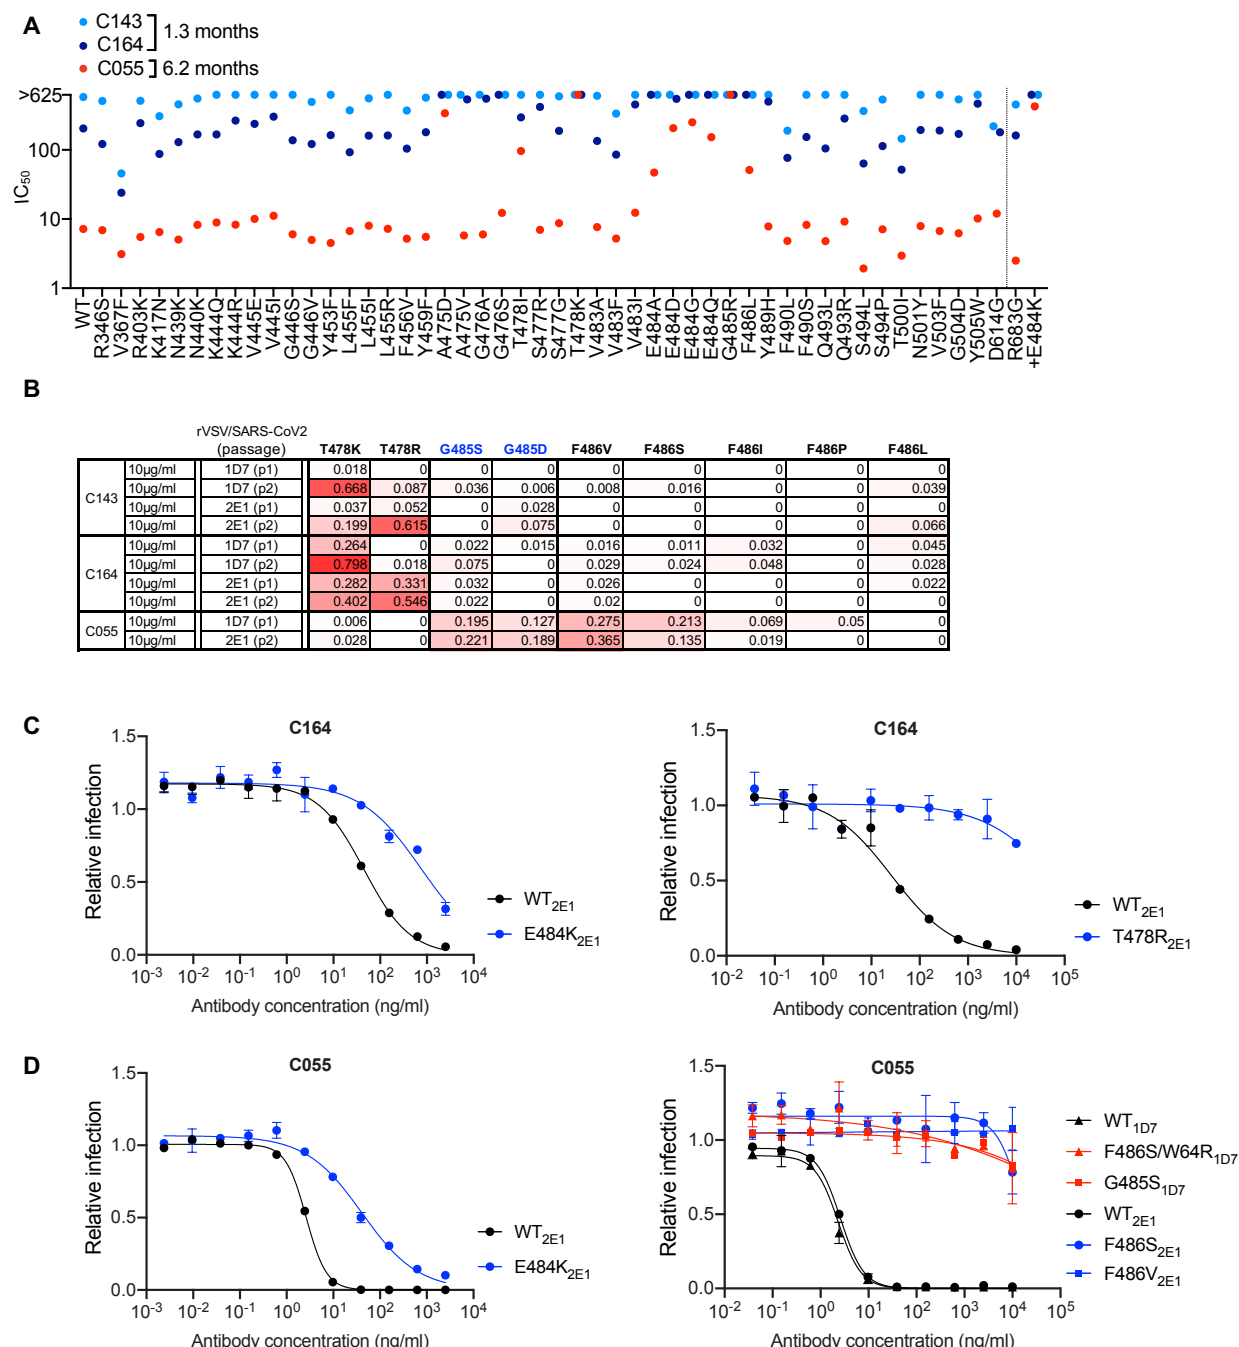 A
C143
C164
1.3 months
C055
6.2 months
IC50
>625
100
10
1
WT
R346S
V367F
R403K
K417N
N439K
N440K
K444Q
K444R
V445E
V445I
G446S
G446V
Y453F
L455F
L455I
L455R
F456V
Y459F
A475D
A475V
G476A
G476S
T478I
S477R
S477G
T478K
V483A
V483F
V483I
E484A
E484D
E484G
E484Q
G485R
F486L
Y489H
F490L
F490S
Q493L
Q493R
S494L
S494P
T500I
N501Y
V503F
G504D
Y505W
D614G
R683G
+E484K
B
rVSV/SARS-CoV2
(passage) T478K T478R G485S G485D F486V F486S F486I F486P F486L
C143
10µg/ml 1D7 (p1) 0.018 0 0 0 0 0 0 0 0
10µg/ml 1D7 (p2) 0.668 0.087 0.036 0.006 0.008 0.016 0 0 0.039
10µg/ml 2E1 (p1) 0.037 0.052 0 0.028 0 0 0 0 0
10µg/ml 2E1 (p2) 0.199 0.615 0 0.075 0 0 0 0 0.066
C164
10µg/ml 1D7 (p1) 0.264 0 0.022 0.015 0.016 0.011 0.032 0 0.045
10µg/ml 1D7 (p2) 0.798 0.018 0.075 0 0.029 0.024 0.048 0 0.028
10µg/ml 2E1 (p1) 0.282 0.331 0.032 0 0.026 0 0 0 0.022
10µg/ml 2E1 (p2) 0.402 0.546 0.022 0 0.02 0 0 0 0
C055
10µg/ml 1D7 (p1) 0.006 0 0.195 0.127 0.275 0.213 0.069 0.05 0
10µg/ml 2E1 (p2) 0.028 0 0.221 0.189 0.365 0.135 0.019 0 0
C
C164
Relative infection
1.5
1.0
0.5
0.0
10-3 10-2 10-1 100 101 102 103 104
Antibody concentration (ng/ml)
WT2E1
E484K2E1
C164
Relative infection
1.5
1.0
0.5
0.0
10-2 10-1 100 101 102 103 104 105
Antibody concentration (ng/ml)
WT2E1
T478R2E1
D
C055
Relative infection
1.5
1.0
0.5
0.0
10-3 10-2 10-1 100 101 102 103 104
Antibody concentration (ng/ml)
WT2E1
E484K2E1
C055
Relative infection
1.5
1.0
0.5
0.0
10-2 10-1 100 101 102 103 104 105
Antibody concentration (ng/ml)
WT1D7
F486S/W64R1D7
G485S1D7
WT2E1
F486S2E1
F486V2E1